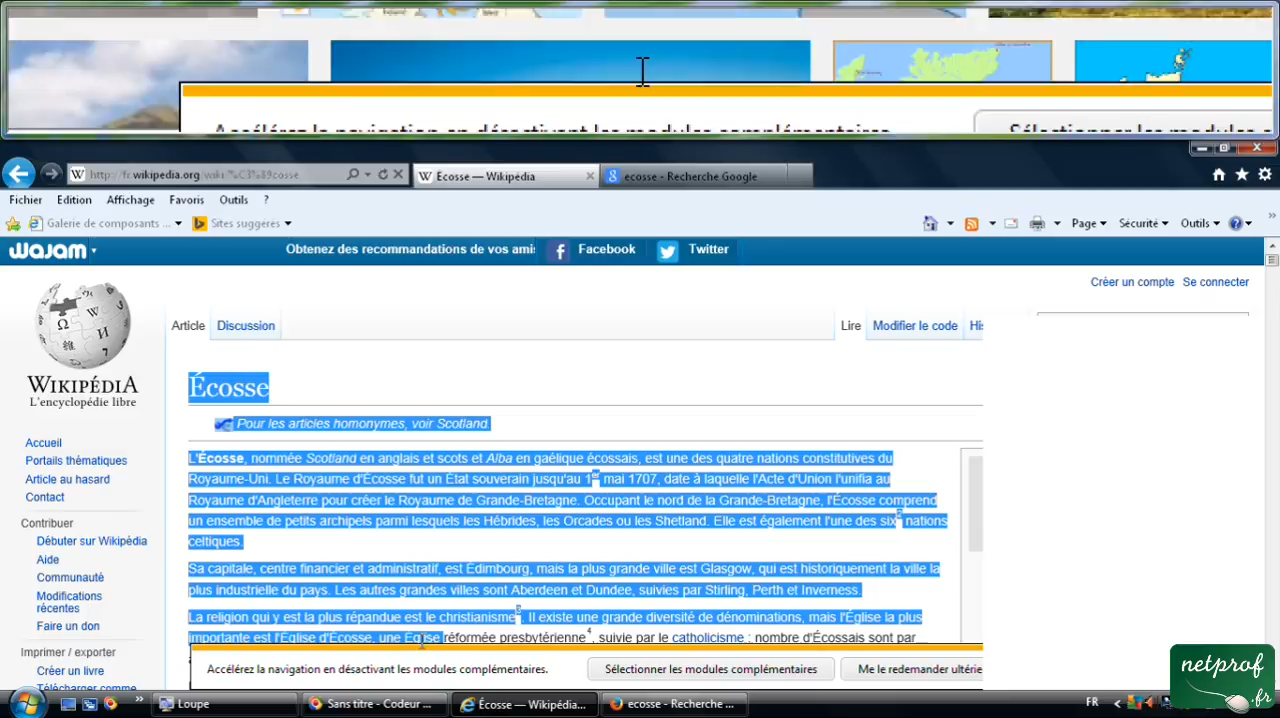 Accélérez la navigation en désactivant les modules complémentaires.
Sélectionner les modules
http://fr.wikipedia.org/wiki/%C3%89cosse
Écosse — Wikipédia
ecosse - Recherche Google
Fichier Edition Affichage Favoris Outils ?
Galerie de composants ... Sites suggérés
Page Sécurité Outils
wajam
Obtenez des recommandations de vos amis
Facebook
Twitter
Créer un compte Se connecter
Article Discussion
Lire Modifier le code His
WIKIPÉDIA
L'encyclopédie libre
Écosse
Pour les articles homonymes, voir Scotland.
L'Écosse, nommée Scotland en anglais et scots et Alba en gaélique écossais, est une des quatre nations constitutives du
Royaume-Uni. Le Royaume d'Écosse fut un État souverain jusqu'au 1er mai 1707, date à laquelle l'Acte d'Union l'unifia au
Royaume d'Angleterre pour créer le Royaume de Grande-Bretagne. Occupant le nord de la Grande-Bretagne, l'Écosse comprend
un ensemble de petits archipels parmi lesquels les Hébrides, les Orcades ou les Shetland. Elle est également l'une des six nations
celtiques.
Sa capitale, centre financier et administratif, est Édimbourg, mais la plus grande ville est Glasgow, qui est historiquement la ville la
plus industrielle du pays. Les autres grandes villes sont Aberdeen et Dundee, suivies par Stirling, Perth et Inverness.
La religion qui y est la plus répandue est le christianisme. Il existe une grande diversité de dénominations, mais l'Église la plus
importante est l'Église d'Écosse, une Église réformée presbytérienne4, suivie par le catholicisme ; nombre d'Écossais sont par
Accueil
Portails thématiques
Article au hasard
Contact
Contribuer
Débuter sur Wikipédia
Aide
Communauté
Modifications
récentes
Faire un don
Imprimer / exporter
Créer un livre
Télécharger comme
Accélérez la navigation en désactivant les modules complémentaires.
Sélectionner les modules complémentaires
Me le redemander ultérie
Loupe
Sans titre - Codeur ...
Écosse — Wikipédia...
ecosse - Recherche ...
FR
netprof
.fr